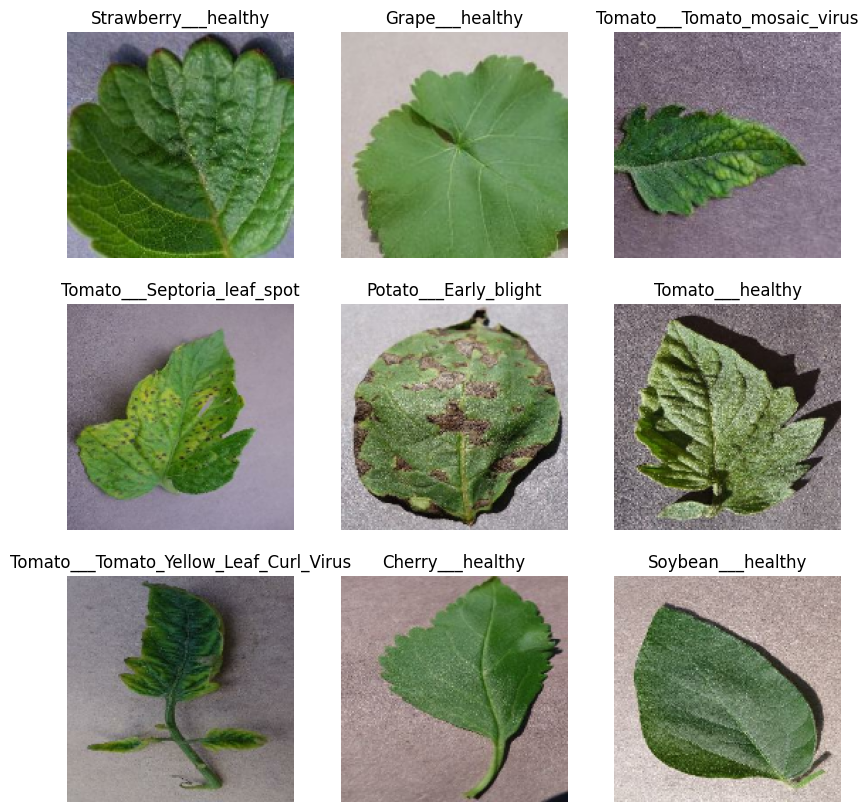 Strawberry___healthy
Grape___healthy
Tomato___Tomato_mosaic_virus
Tomato___Septoria_leaf_spot
Potato___Early_blight
Tomato___healthy
Tomato___Tomato_Yellow_Leaf_Curl_Virus
Cherry___healthy
Soybean___healthy